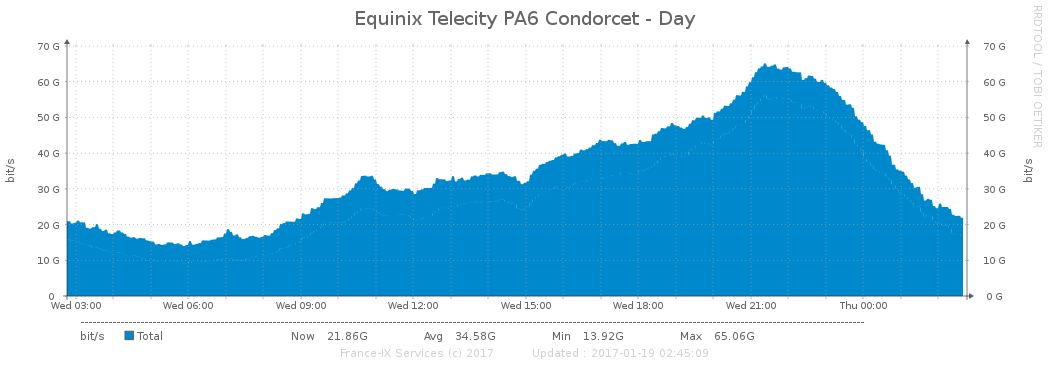 Equinix Telecity PA6 Condorcet - Day
RRDTOOL / TOBI OETIKER
70 G 70 G
60 G 60 G
50 G 50 G
40 G 40 G
30 G 30 G
20 G 20 G
10 G 10 G
0 0 G
bit/s bit/s
Wed 03:00 Wed 06:00 Wed 09:00 Wed 12:00 Wed 15:00 Wed 18:00 Wed 21:00 Thu 00:00
bit/s Total Now 21.86G Avg 34.58G Min 13.92G Max 65.06G
France-IX Services (c) 2017 Updated : 2017-01-19 02:45:09